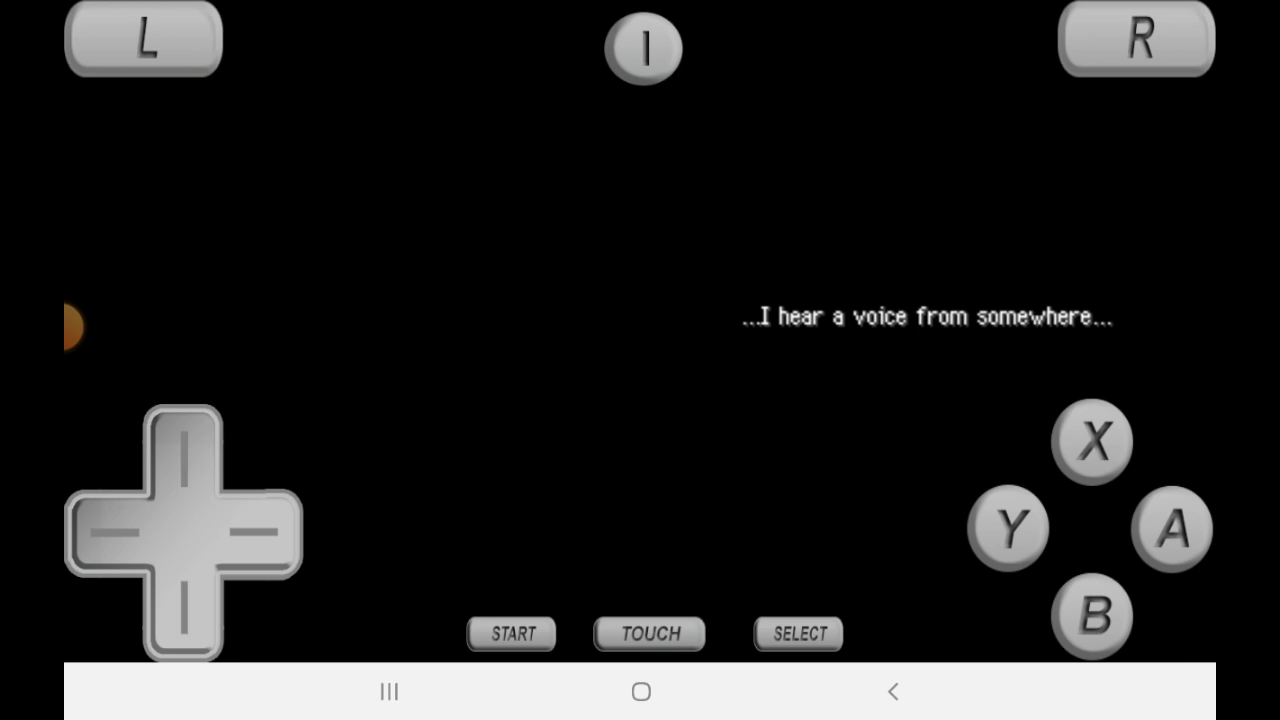 L
I
R
...I hear a voice from somewhere...
X
Y
A
B
START
TOUCH
SELECT